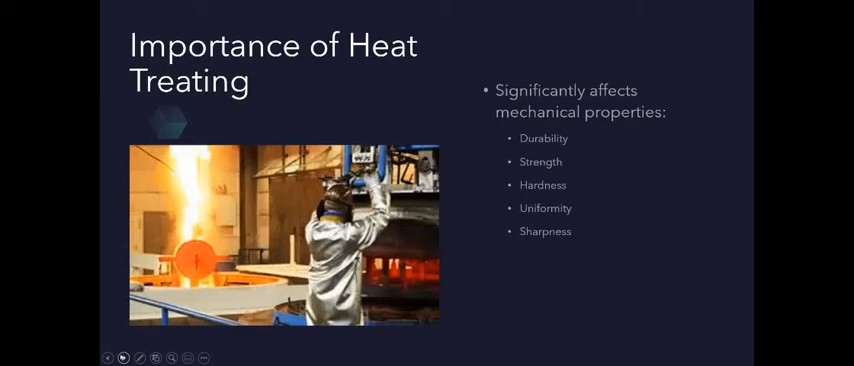 Importance of Heat
Treating
• Significantly affects
mechanical properties:
• Durability
• Strength
• Hardness
• Uniformity
• Sharpness